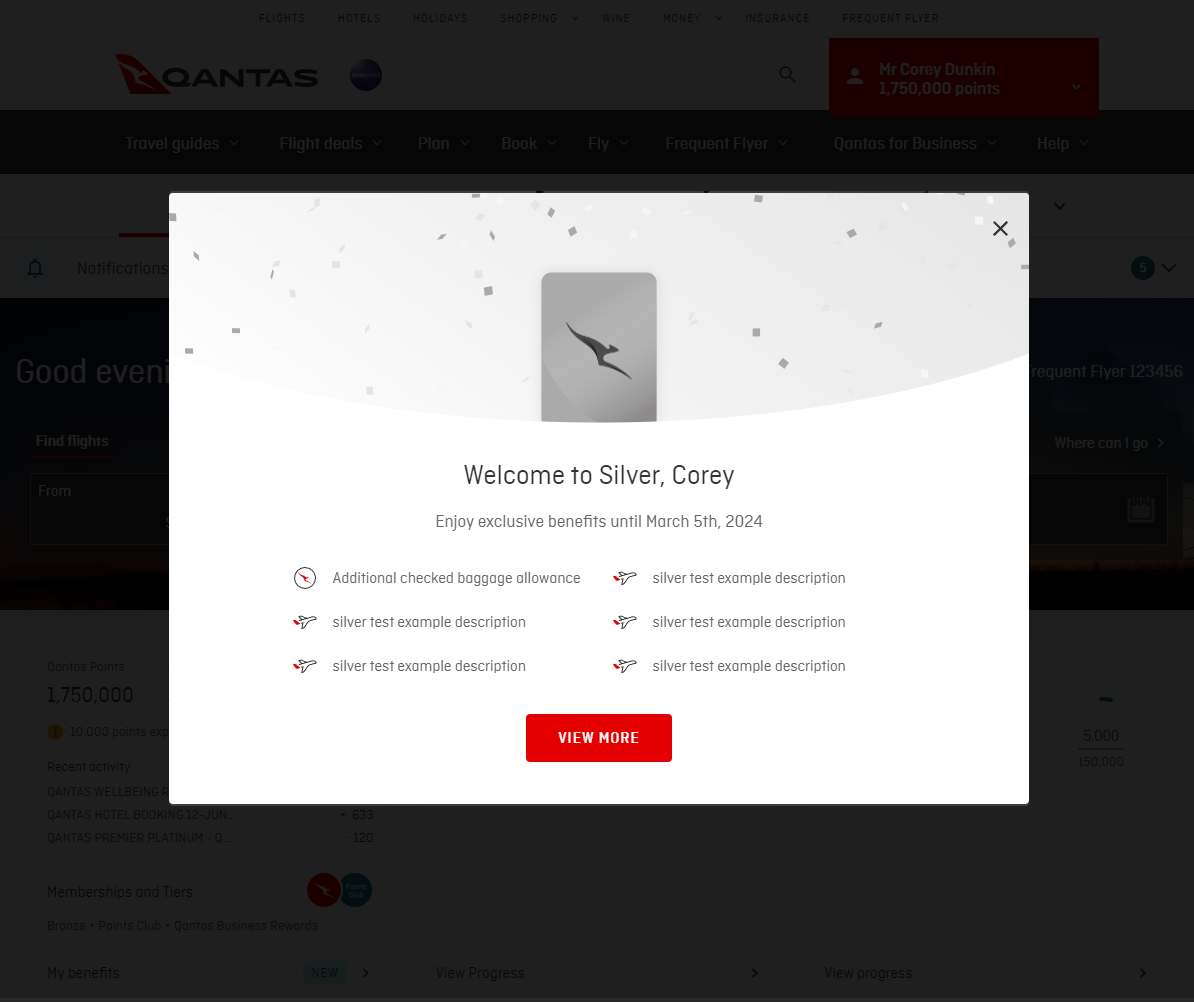 FLIGHTS HOTELS HOLIDAYS SHOPPING WINE MONEY INSURANCE FREQUENT FLYER
QANTAS
oneworld
Mr Corey Dunkin
1,750,000 points
Travel guides Flight deals Plan Book Fly Frequent Flyer Qantas for Business Help
Notifications
5
Good eveni
requent Flyer 123456
Find flights
Where can I go
From
Welcome to Silver, Corey
Enjoy exclusive benefits until March 5th, 2024
Additional checked baggage allowance
silver test example description
silver test example description
silver test example description
silver test example description
silver test example description
VIEW MORE
Qantas Points
1,750,000
10,000 points exp
Recent activity
QANTAS WELLBEING R
QANTAS HOTEL BOOKING 12-JUN... + 633
QANTAS PREMIER PLATINUM - Q... - 120
5,000
150,000
Memberships and Tiers
Points
Club
Bronze • Points Club • Qantas Business Rewards
My benefits NEW
View Progress
View progress